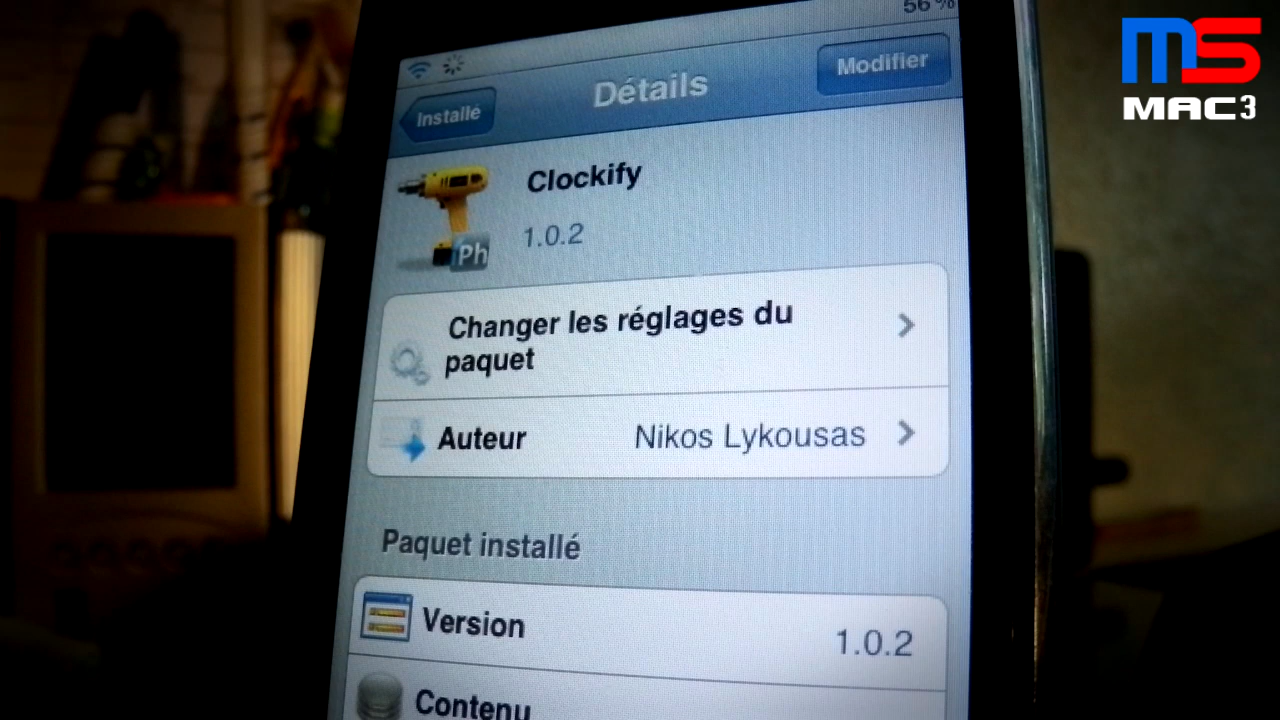 56 %
MS
MAC3
Installé
Détails
Modifier
Clockify
1.0.2
Ph
Changer les réglages du
paquet
Auteur
Nikos Lykousas
Paquet installé
Version
1.0.2
Contenu